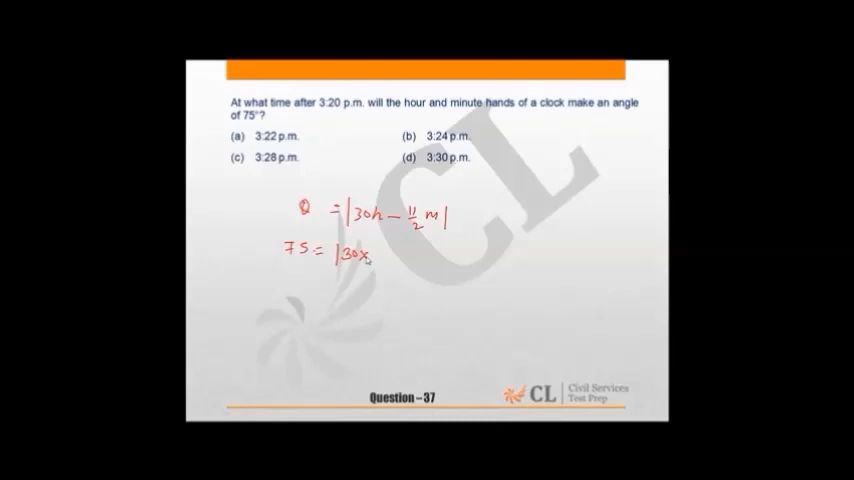 At what time after 3:20 p.m. will the hour and minute hands of a clock make an angle
of 75°?
(a) 3:22 p.m. (b) 3:24 p.m.
(c) 3:28 p.m. (d) 3:30 p.m.
θ = |30h - 11/2 m|
75 = |30x
CL
Question – 37
CL Civil Services
Test Prep